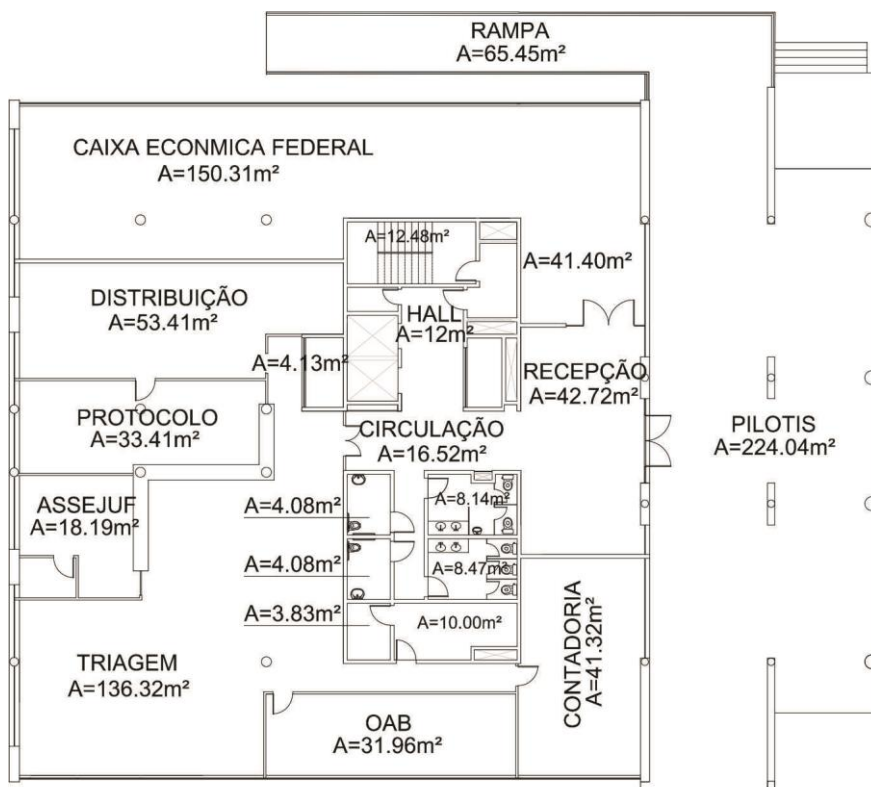 RAMPA
A=65.45m²
CAIXA ECONMICA FEDERAL
A=150.31m²
A=12.48m²
A=41.40m²
DISTRIBUIÇÃO
A=53.41m²
HALL
A=12m²
A=4.13m²
RECEPÇÃO
A=42.72m²
PROTOCOLO
A=33.41m²
CIRCULAÇÃO
A=16.52m²
PILOTIS
A=224.04m²
ASSEJUF
A=18.19m²
A=4.08m²
A=8.14m²
A=4.08m²
A=8.47m²
A=3.83m²
A=10.00m²
TRIAGEM
A=136.32m²
CONTADORIA
A=41.32m²
OAB
A=31.96m²